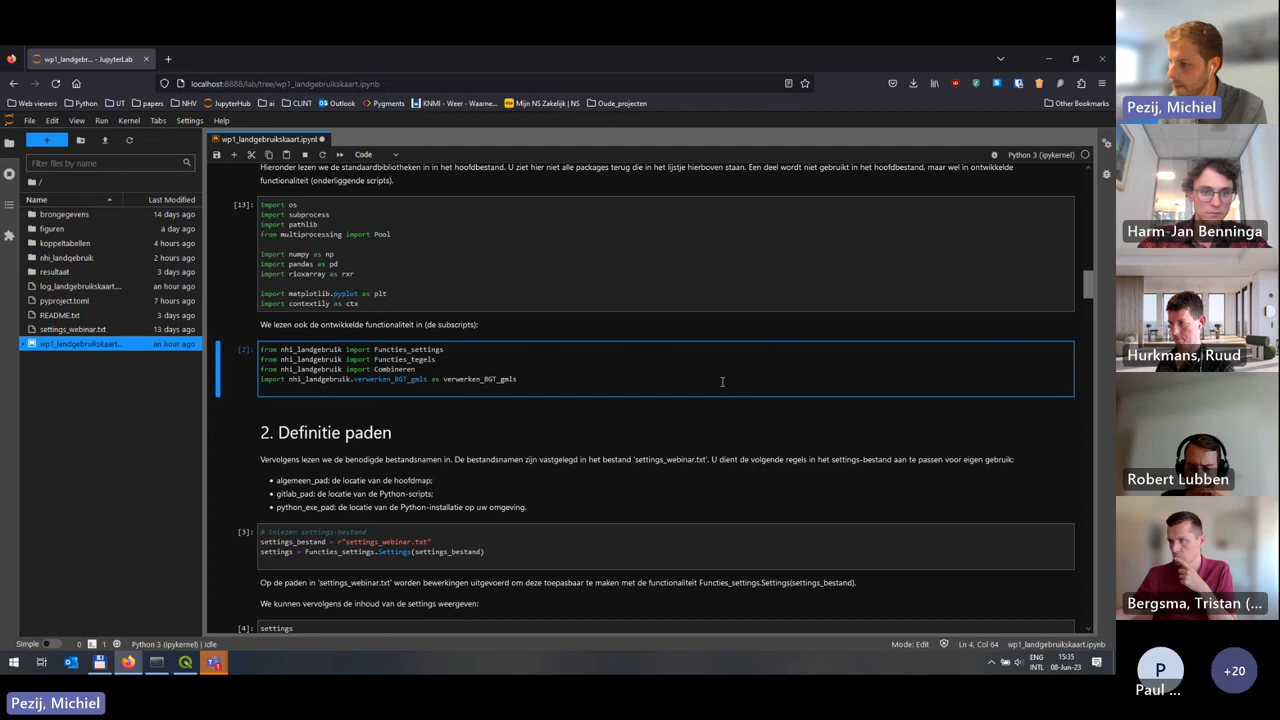 wp1_landgebr... - JupyterLab
localhost:8888/lab/tree/wp1_landgebruikskaart.ipynb
Web viewers Python UT papers NHV JupyterHub ai CLINT Outlook Pygments KNMI - Weer - Waarne... Mijn NS Zakelijk | NS Oude_projecten Other Bookmarks
File Edit View Run Kernel Tabs Settings Help
wp1_landgebruikskaart.ipynb
Filter files by name
Code
Python 3 (ipykernel)
/
Name Last Modified
brongegevens 14 days ago
figuren a day ago
koppeltabellen 4 hours ago
nhi_landgebruik 2 hours ago
resultaat 3 days ago
log_landgebruikskaart.... an hour ago
pyproject.toml 7 hours ago
README.txt 3 days ago
settings_webinar.txt 13 days ago
wp1_landgebruikskaart... an hour ago
Hieronder lezen we de standaardbibliotheken in in het hoofdbestand. U ziet hier niet alle packages terug die in het lijstje hierboven staan. Een deel wordt niet gebruikt in het hoofdbestand, maar wel in ontwikkelde
functionaliteit (onderliggende scripts).
[13]: import os
import subprocess
import pathlib
from multiprocessing import Pool
import numpy as np
import pandas as pd
import rioxarray as rxr
import matplotlib.pyplot as plt
import contextily as ctx
We lezen ook de ontwikkelde functionaliteit in (de subscripts):
[2]: from nhi_landgebruik import Functies_settings
from nhi_landgebruik import Functies_tegels
from nhi_landgebruik import Combineren
import nhi_landgebruik.verwerken_BGT_gmls as verwerken_BGT_gmls
2. Definitie paden
Vervolgens lezen we de benodigde bestandsnamen in. De bestandsnamen zijn vastgelegd in het bestand 'settings_webinar.txt'. U dient de volgende regels in het settings-bestand aan te passen voor eigen gebruik:
• algemeen_pad: de locatie van de hoofdmap;
• gitlab_pad: de locatie van de Python-scripts;
• python_exe_pad: de locatie van de Python-installatie op uw omgeving.
[3]: # Inlezen settings-bestand
settings_bestand = r"settings_webinar.txt"
settings = Functies_settings.Settings(settings_bestand)
Op de paden in 'settings_webinar.txt' worden bewerkingen uitgevoerd om deze toepasbaar te maken met de functionaliteit Functies_settings.Settings(settings_bestand).
We kunnen vervolgens de inhoud van de settings weergeven:
[4]: settings
Simple 0 Python 3 (ipykernel) | Idle
Mode: Edit Ln 4, Col 64 wp1_landgebruikskaart.ipynb
ENG
INTL
15:35
08-Jun-23
Pezij, Michiel
Pezij, Michiel
Harm-Jan Benninga
Hurkmans, Ruud
Robert Lubben
Bergsma, Tristan (...
P
Paul ...
+20